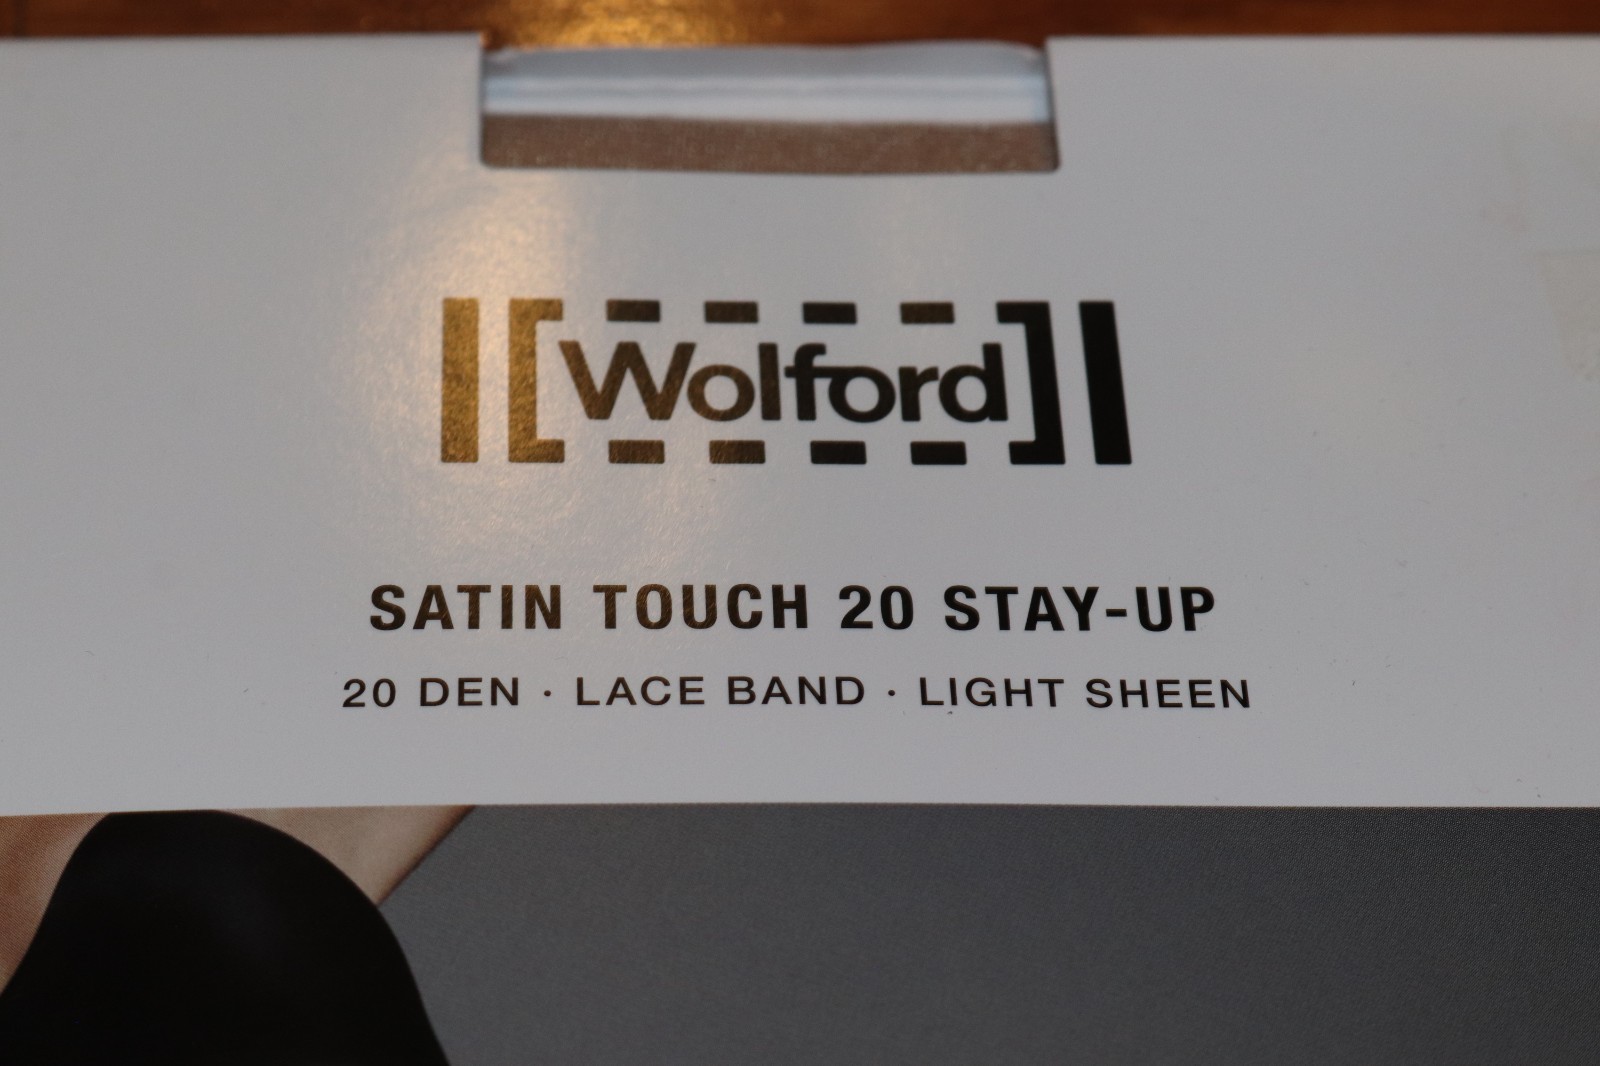 Wolford
SATIN TOUCH 20 STAY-UP
20 DEN · LACE BAND · LIGHT SHEEN